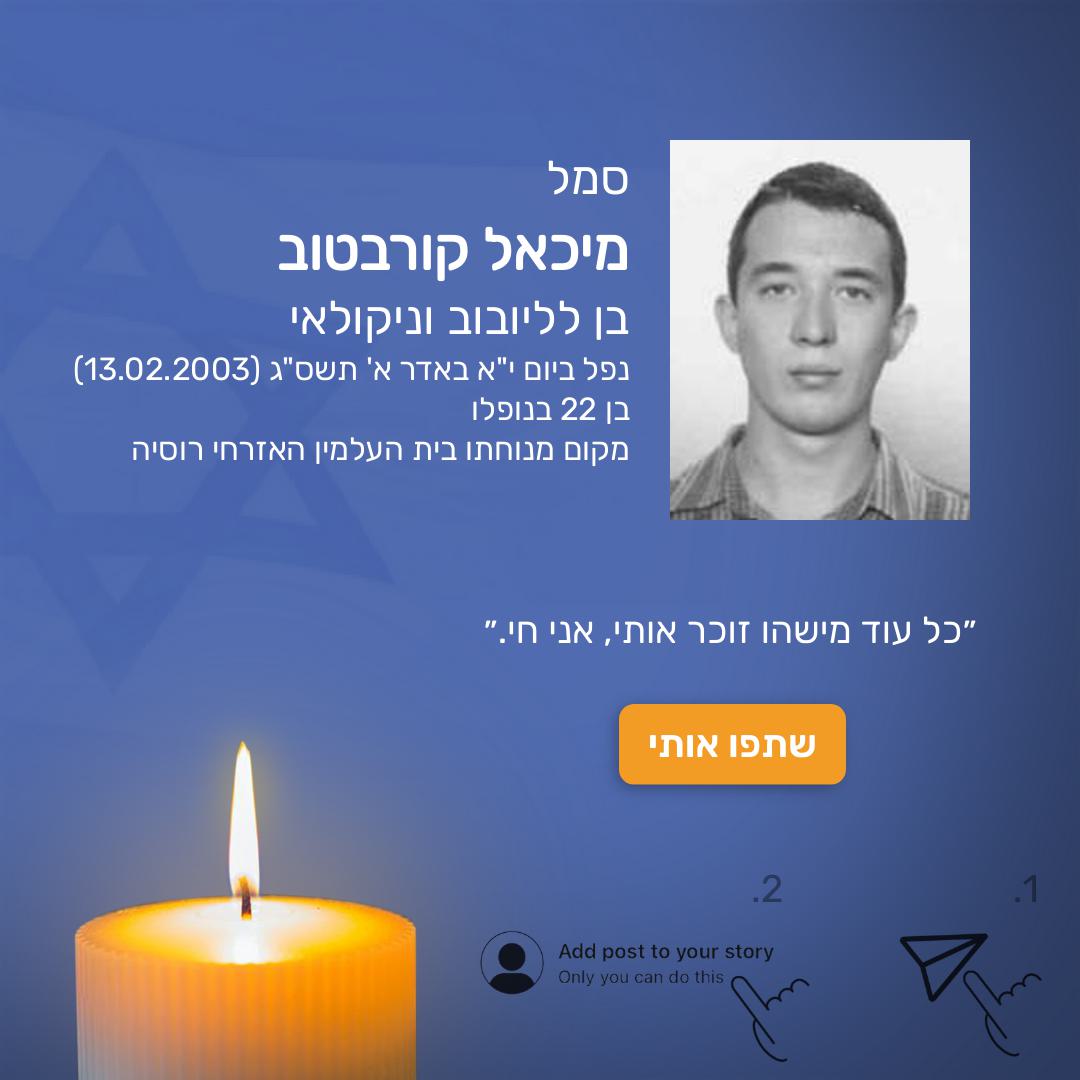 סמל
מיכאל קורבטוב
בן לליובוב וניקולאי
נפל ביום י"א באדר א' תשס"ג (13.02.2003)
בן 22 בנופלו
מקום מנוחתו בית העלמין האזרחי רוסיה
״כל עוד מישהו זוכר אותי, אני חי.״
שתפו אותי
.1
.2
Add post to your story
Only you can do this